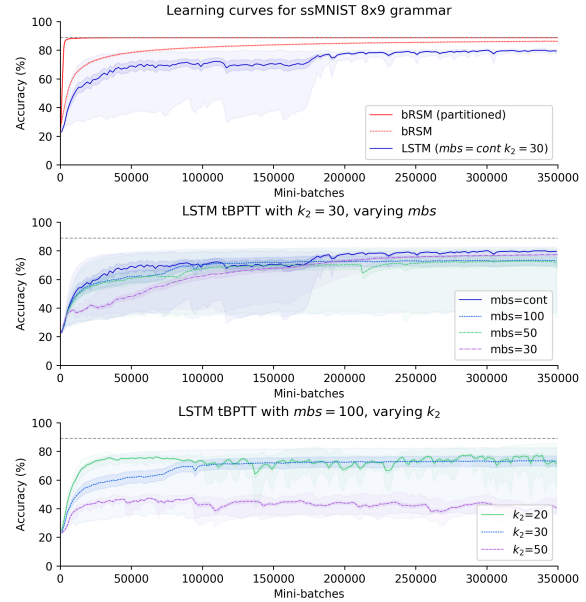 Learning curves for ssMNIST 8x9 grammar
100
80
60
40
20
0
Accuracy (%)
bRSM (partitioned)
bRSM
LSTM (mbs = cont k₂ = 30)
0 50000 100000 150000 200000 250000 300000 350000
Mini-batches
LSTM tBPTT with k₂ = 30, varying mbs
100
80
60
40
20
0
Accuracy (%)
mbs=cont
mbs=100
mbs=50
mbs=30
0 50000 100000 150000 200000 250000 300000 350000
Mini-batches
LSTM tBPTT with mbs = 100, varying k₂
100
80
60
40
20
0
Accuracy (%)
k₂=20
k₂=30
k₂=50
0 50000 100000 150000 200000 250000 300000 350000
Mini-batches